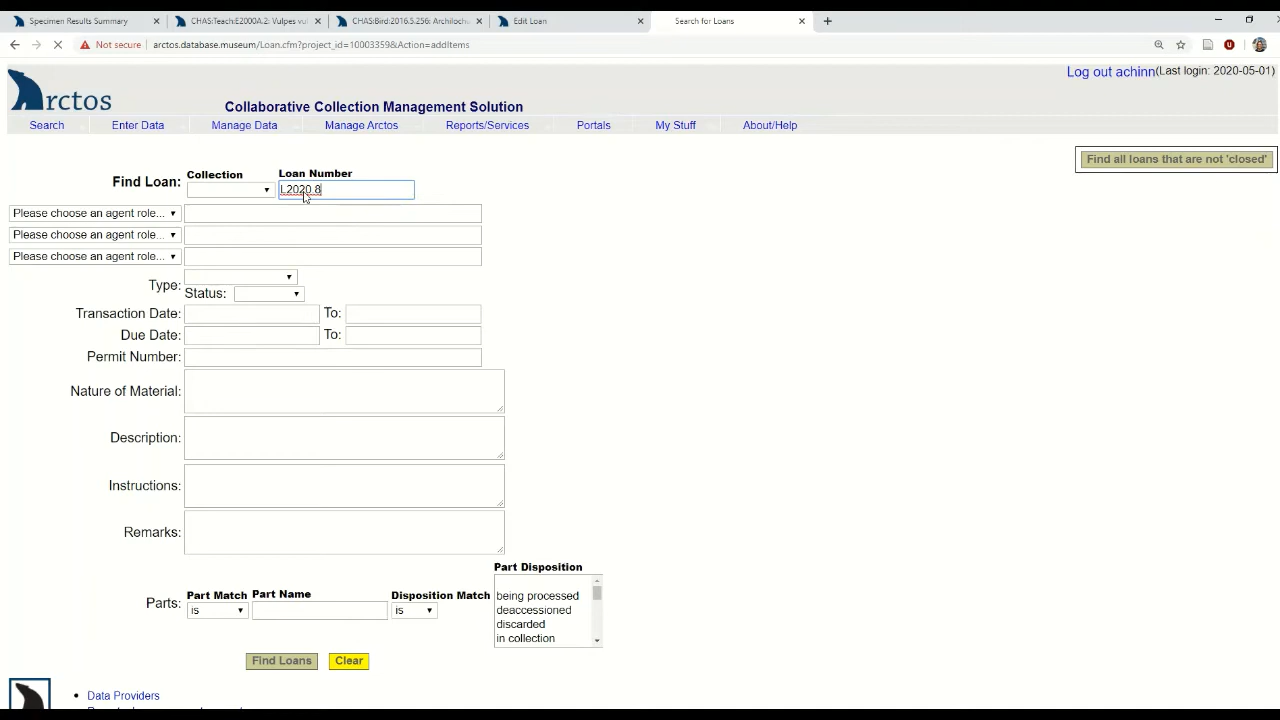 Specimen Results Summary
CHAS:Teach:E2000A.2: Vulpes vul
CHAS:Bird:2016.5.256: Archiloch
Edit Loan
Search for Loans
Not secure
arctos.database.museum/Loan.cfm?project_id=10003359&Action=addItems
Arctos
Collaborative Collection Management Solution
Log out achinn(Last login: 2020-05-01)
Search
Enter Data
Manage Data
Manage Arctos
Reports/Services
Portals
My Stuff
About/Help
Find all loans that are not 'closed'
Find Loan:
Collection
Loan Number
L2020.8
Please choose an agent role...
Please choose an agent role...
Please choose an agent role...
Type:
Status:
Transaction Date:
To:
Due Date:
To:
Permit Number:
Nature of Material:
Description:
Instructions:
Remarks:
Parts:
Part Match
is
Part Name
Disposition Match
is
Part Disposition
being processed
deaccessioned
discarded
in collection
Find Loans
Clear
Data Providers